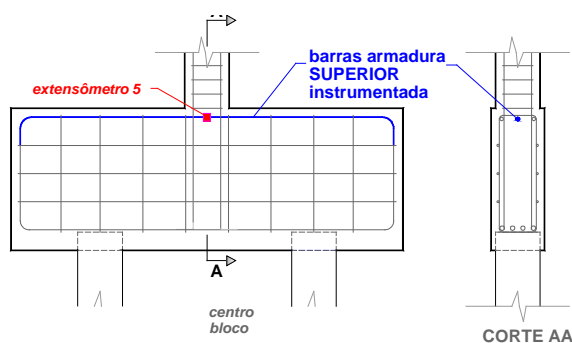 A
barras armadura
SUPERIOR
instrumentada
extensômetro 5
A
centro
bloco
CORTE AA